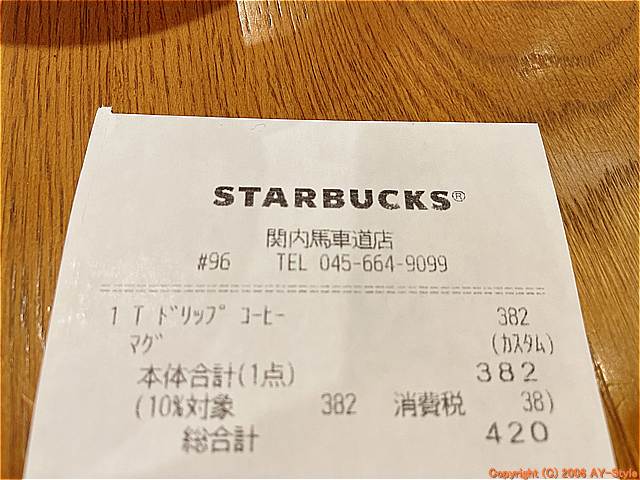 STARBUCKS®
関内馬車道店
#96 TEL 045-664-9099
1 T ドリップ コーヒー 382
マグ (カスタム)
本体合計(1点) 382
(10%対象 382 消費税 38)
総合計 420
Copyright (C) 2006 AY-Style